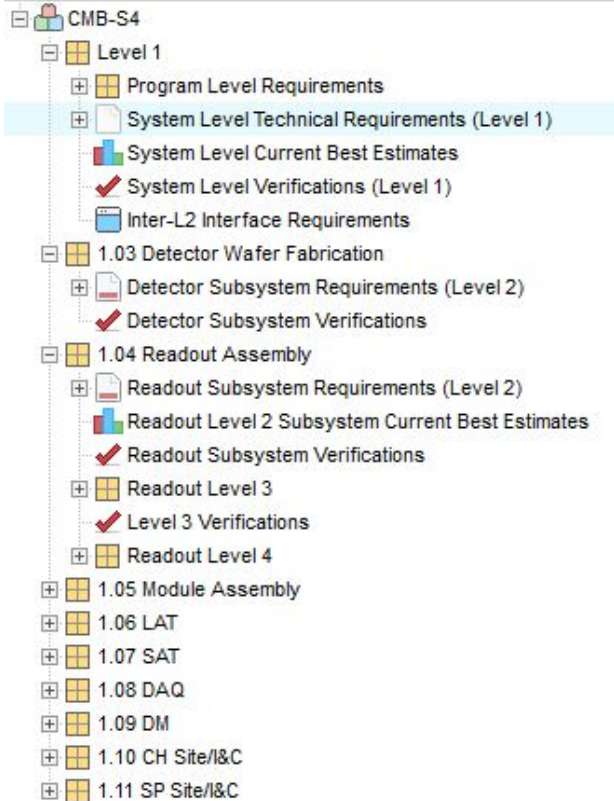 CMB-S4
Level 1
Program Level Requirements
System Level Technical Requirements (Level 1)
System Level Current Best Estimates
System Level Verifications (Level 1)
Inter-L2 Interface Requirements
1.03 Detector Wafer Fabrication
Detector Subsystem Requirements (Level 2)
Detector Subsystem Verifications
1.04 Readout Assembly
Readout Subsystem Requirements (Level 2)
Readout Level 2 Subsystem Current Best Estimates
Readout Subsystem Verifications
Readout Level 3
Level 3 Verifications
Readout Level 4
1.05 Module Assembly
1.06 LAT
1.07 SAT
1.08 DAQ
1.09 DM
1.10 CH Site/I&C
1.11 SP Site/I&C